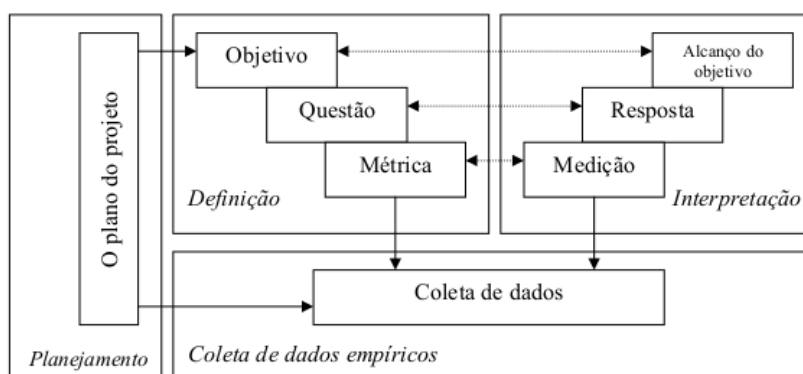 O plano do projeto
Planejamento
Objetivo
Questão
Métrica
Definição
Alcanço do
objetivo
Resposta
Medição
Interpretação
Coleta de dados
Coleta de dados empíricos